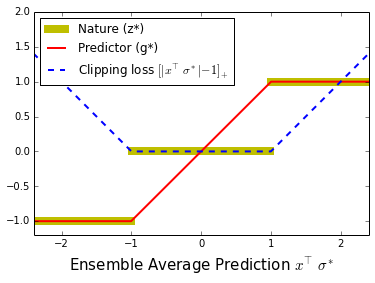 2.0
1.5
1.0
0.5
0.0
−0.5
−1.0
Nature (z*)
Predictor (g*)
Clipping loss [|x⊤ σ*|−1]₊
−2 −1 0 1 2
Ensemble Average Prediction x⊤ σ*